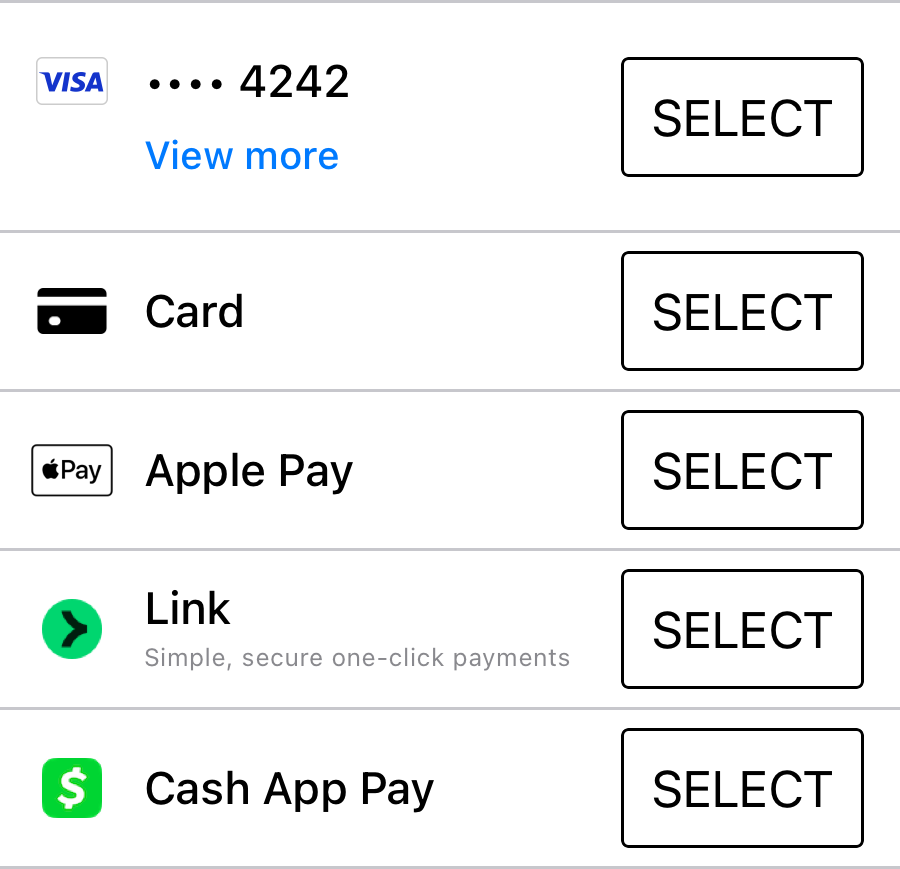 VISA •••• 4242
View more
SELECT
Card
SELECT
Pay Apple Pay
SELECT
Link
Simple, secure one-click payments
SELECT
$ Cash App Pay
SELECT